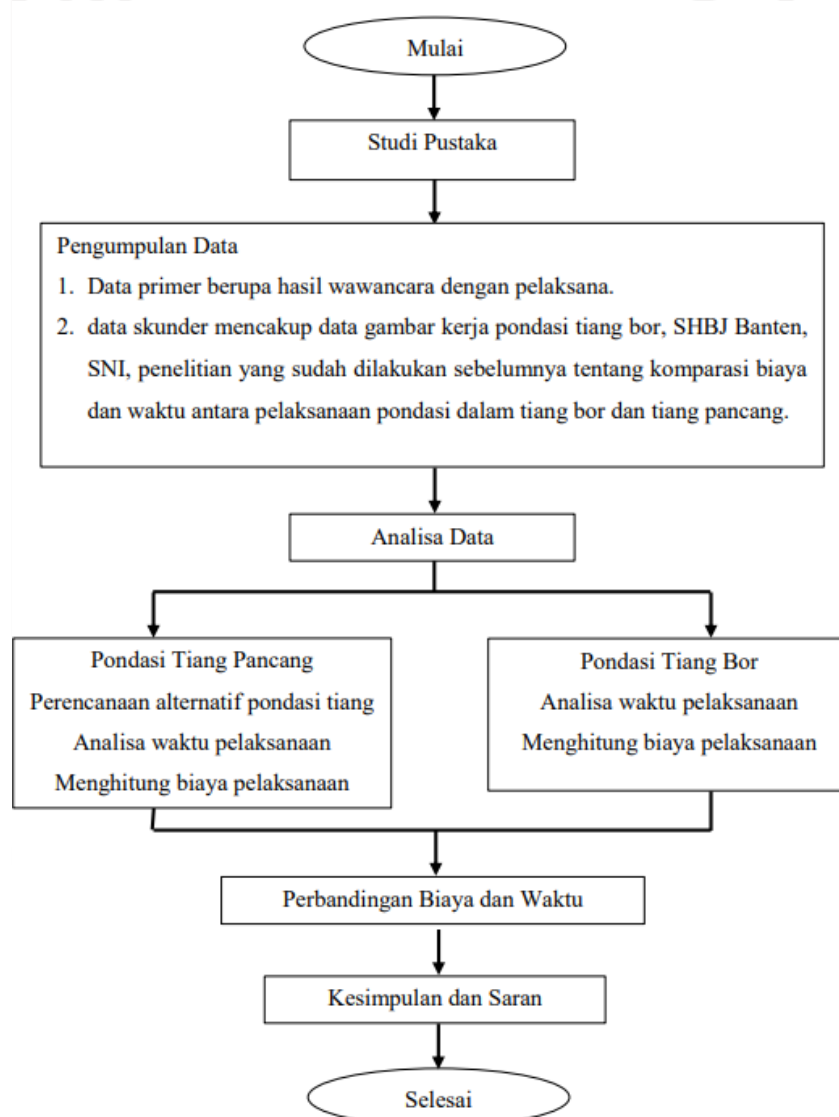 Mulai
Studi Pustaka
Pengumpulan Data
1. Data primer berupa hasil wawancara dengan pelaksana.
2. data skunder mencakup data gambar kerja pondasi tiang bor, SHBJ Banten,
SNI, penelitian yang sudah dilakukan sebelumnya tentang komparasi biaya
dan waktu antara pelaksanaan pondasi dalam tiang bor dan tiang pancang.
Analisa Data
Pondasi Tiang Pancang
Perencanaan alternatif pondasi tiang
Analisa waktu pelaksanaan
Menghitung biaya pelaksanaan
Pondasi Tiang Bor
Analisa waktu pelaksanaan
Menghitung biaya pelaksanaan
Perbandingan Biaya dan Waktu
Kesimpulan dan Saran
Selesai